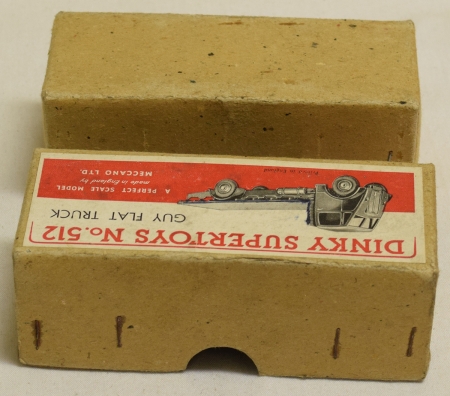 DINKY SUPERTOYS No. 512
GUY FLAT TRUCK
A PERFECT SCALE MODEL
made in England by
MECCANO LTD.